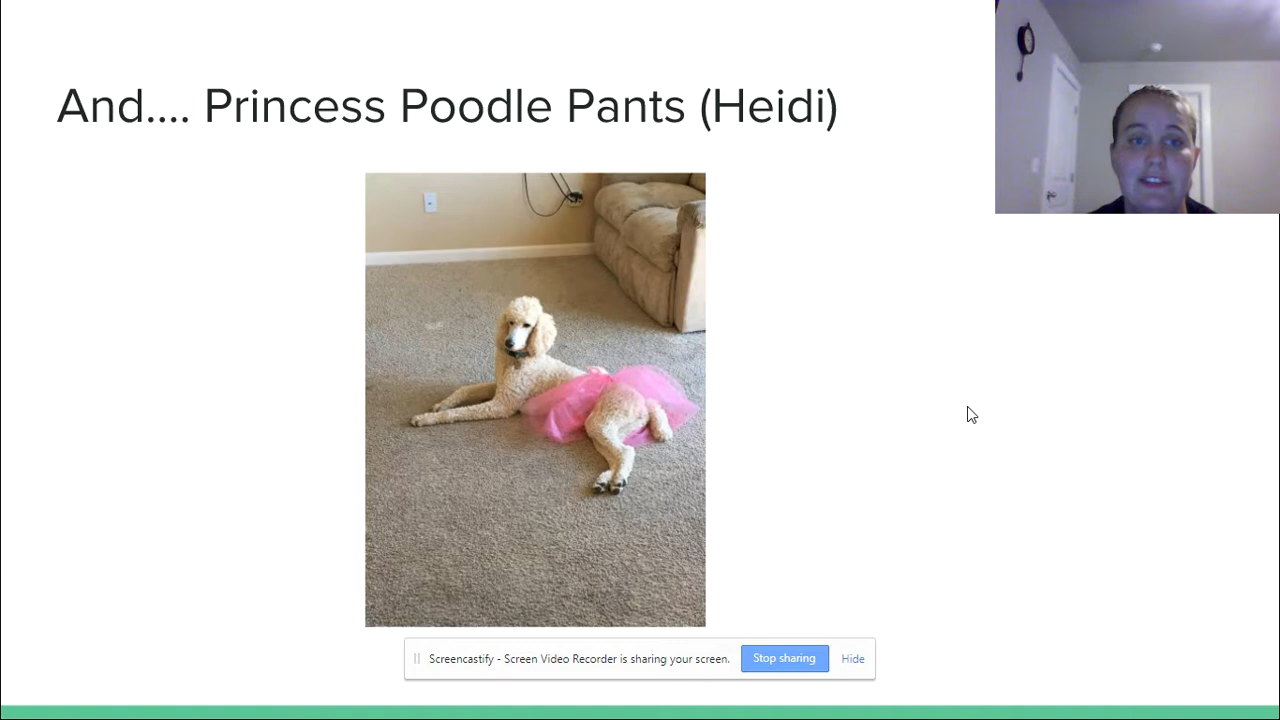 And.... Princess Poodle Pants (Heidi)
Screencastify - Screen Video Recorder is sharing your screen. Stop sharing Hide